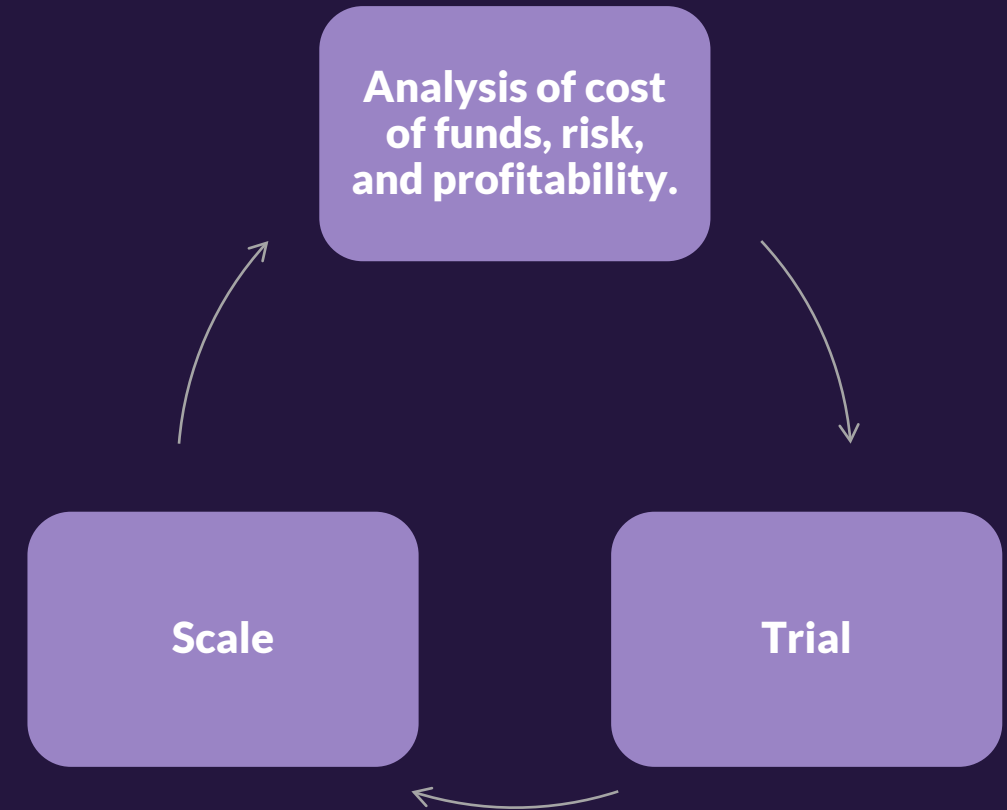 Analysis of cost
of funds, risk,
and profitability.
Scale
Trial